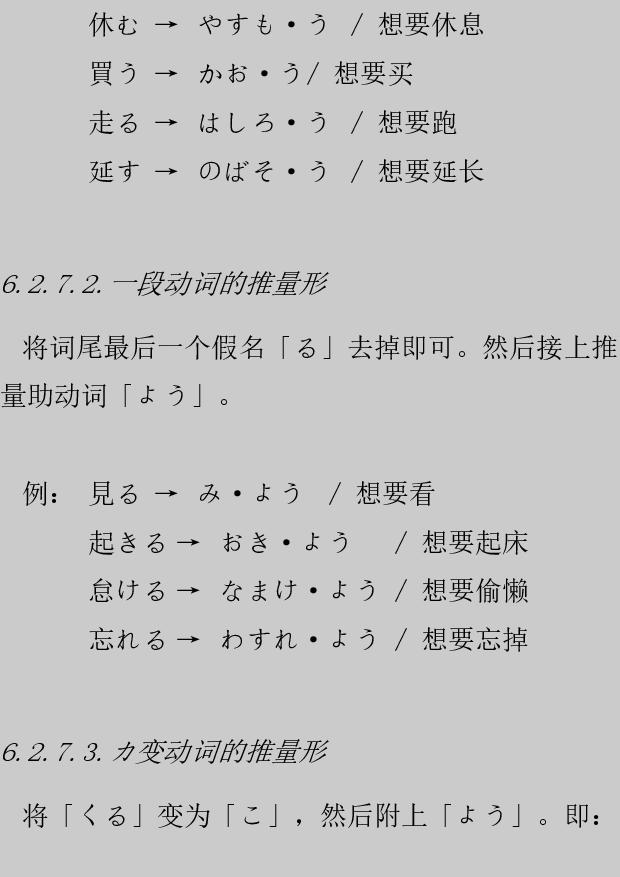 休む → やすも・う / 想要休息
買う → かお・う/ 想要买
走る → はしろ・う / 想要跑
延す → のばそ・う / 想要延长
6.2.7.2.一段动词的推量形
将词尾最后一个假名「る」去掉即可。然后接上推
量助动词「よう」。
例： 見る → み・よう / 想要看
起きる→ おき・よう / 想要起床
怠ける→ なまけ・よう / 想要偷懒
忘れる→ わすれ・よう / 想要忘掉
6.2.7.3.カ变动词的推量形
将「くる」变为「こ」，然后附上「よう」。即：